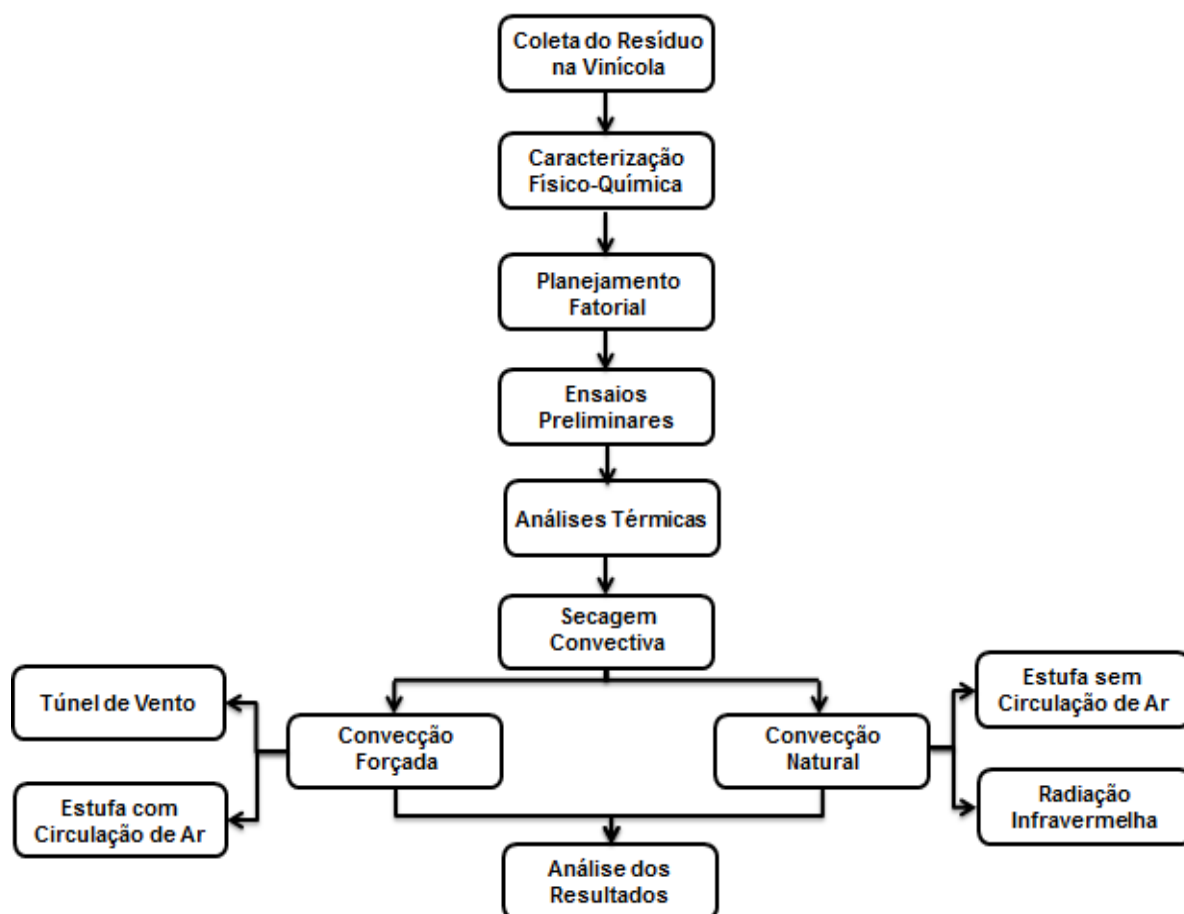 Coleta do Resíduo
na Vinícola
Caracterização
Físico-Química
Planejamento
Fatorial
Ensaios
Preliminares
Análises Térmicas
Secagem
Convectiva
Túnel de Vento
Convecção
Forçada
Estufa com
Circulação de Ar
Convecção
Natural
Estufa sem
Circulação de Ar
Radiação
Infravermelha
Análise dos
Resultados